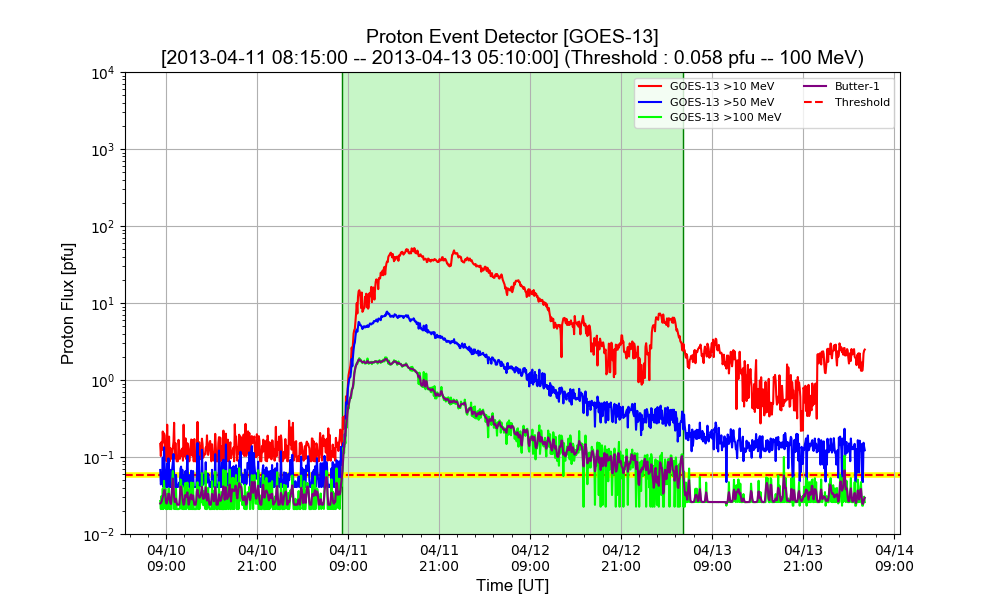 Proton Event Detector [GOES-13]
[2013-04-11 08:15:00 -- 2013-04-13 05:10:00] (Threshold : 0.058 pfu -- 100 MeV)
GOES-13 >10 MeV
GOES-13 >50 MeV
GOES-13 >100 MeV
Butter-1
Threshold
Proton Flux [pfu]
10^4
10^3
10^2
10^1
10^0
10^−1
10^−2
04/10 04/10 04/11 04/11 04/12 04/12 04/13 04/13 04/14
09:00 21:00 09:00 21:00 09:00 21:00 09:00 21:00 09:00
Time [UT]